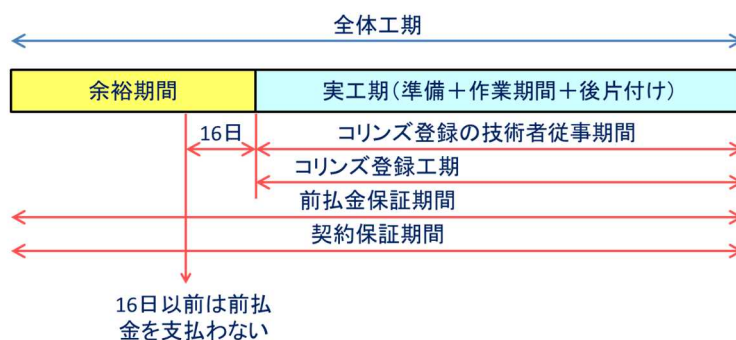 全体工期
余裕期間
実工期(準備＋作業期間＋後片付け)
16日
コリンズ登録の技術者従事期間
コリンズ登録工期
前払金保証期間
契約保証期間
16日以前は前払
金を支払わない